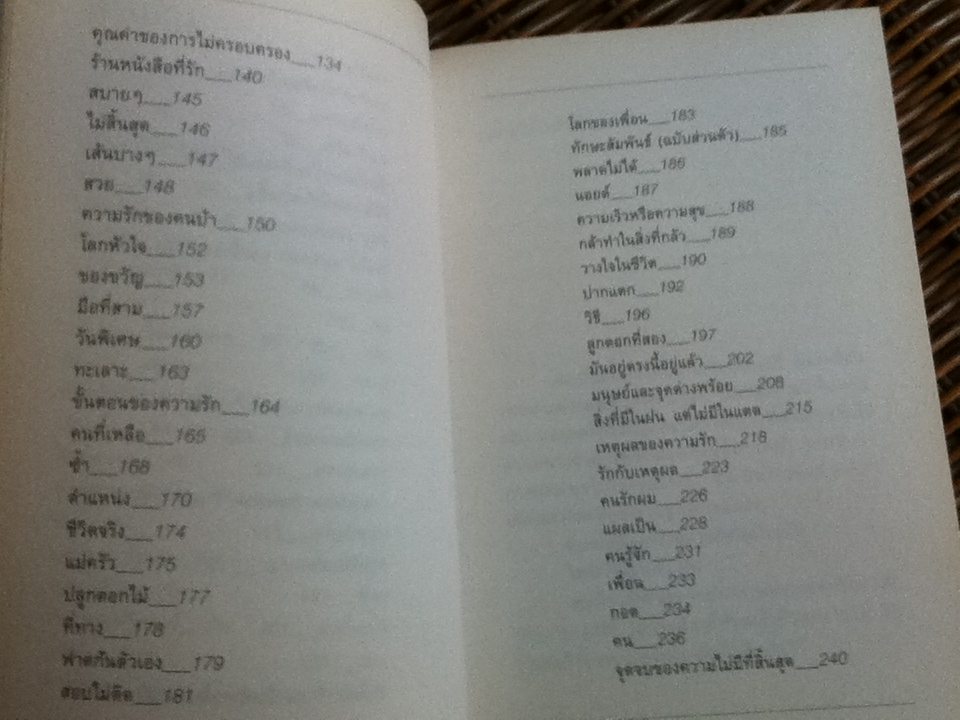 คุณค่าของการไม่ครอบครอง___134
ร้านหนังสือที่รัก___140
สบายๆ___145
ไม่สิ้นสุด___146
เส้นบางๆ___147
สวย___148
ความรักของคนบ้า___150
โลกหัวใจ___152
ของขวัญ___153
มือที่สาม___157
วันพิเศษ___160
ทะเลาะ___163
ขั้นตอนของความรัก___164
คนที่เหลือ___165
ซ้ำ___168
ตำแหน่ง___170
ชีวิตจริง___174
แม่ครัว___175
ปลูกดอกไม้___177
ที่ทาง___178
ฟาดกันตัวเอง___179
สอบไม่ติด___181
โลกของเพื่อน___183
ทักษะสัมพันธ์ (ฉบับส่วนตัว)___185
พลาดไม่ได้___186
แอยด์___187
ความเร็วหรือความสุข___188
กล้าทำในสิ่งที่กลัว___189
วางใจในชีวิต___190
ปากแตก___192
วิธี___196
ลูกดอกที่สอง___197
มันอยู่ตรงนี้อยู่แล้ว___202
มนุษย์และจุดด่างพร้อย___208
สิ่งที่มีในฝน แต่ไม่มีในแดด___215
เหตุผลของความรัก___218
รักกับเหตุผล___223
คนรักผม___226
แผลเป็น___228
คนรู้จัก___231
เพื่อน___233
กอด___234
คน___236
จุดจบของความไม่มีที่สิ้นสุด___240